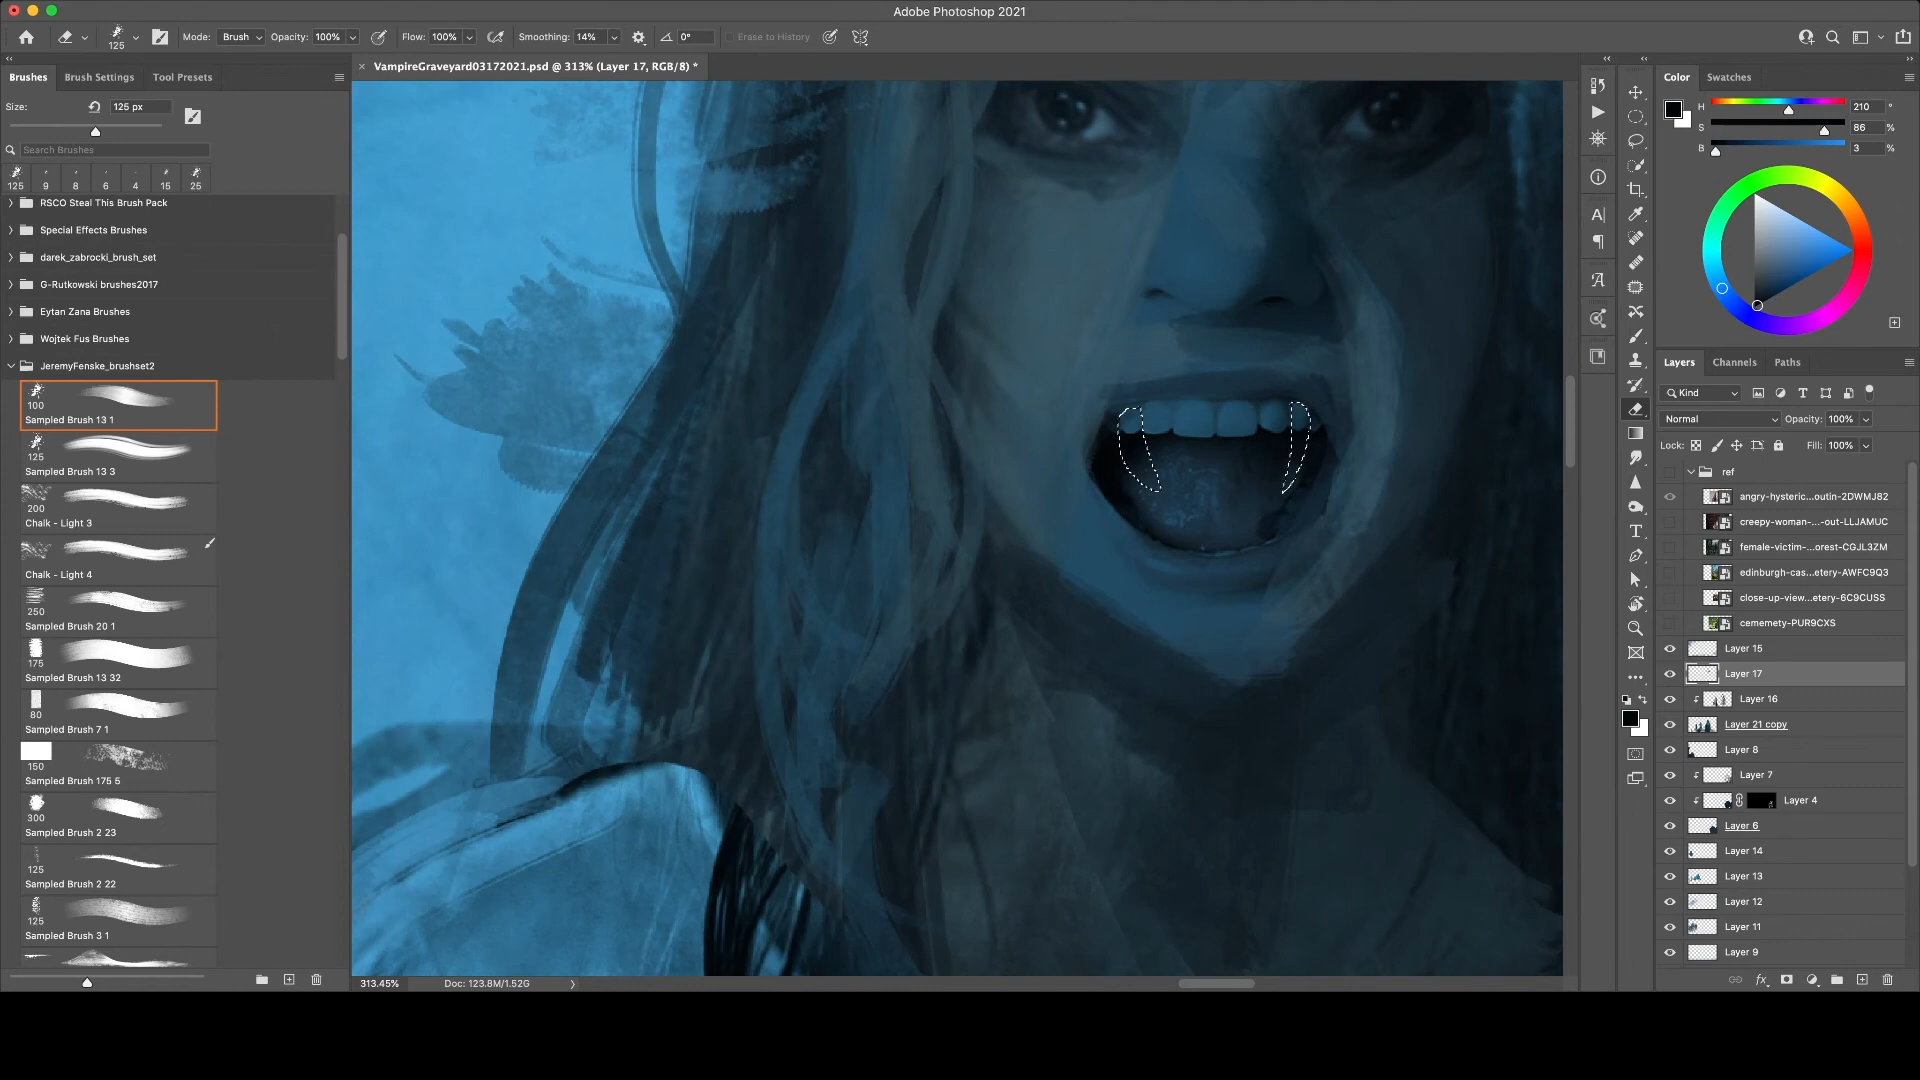 Adobe Photoshop 2021
125
Mode: Brush
Opacity: 100%
Flow: 100%
Smoothing: 14%
0°
Erase to History
Brushes
Brush Settings
Tool Presets
VampireGraveyard03172021.psd @ 313% (Layer 17, RGB/8) *
Color
Swatches
Size:
125 px
H
210
°
S
86
%
B
3
%
Search Brushes
125
9
8
6
4
15
25
RSCO Steal This Brush Pack
Special Effects Brushes
darek_zabrocki_brush_set
G-Rutkowski brushes2017
Eytan Zana Brushes
Wojtek Fus Brushes
JeremyFenske_brushset2
100
Sampled Brush 13 1
125
Sampled Brush 13 3
200
Chalk - Light 3
Chalk - Light 4
250
Sampled Brush 20 1
175
Sampled Brush 13 32
80
Sampled Brush 7 1
150
Sampled Brush 175 5
300
Sampled Brush 2 23
125
Sampled Brush 2 22
125
Sampled Brush 3 1
313.45%
Doc: 123.8M/1.52G
Layers
Channels
Paths
Kind
Normal
Opacity: 100%
Lock:
Fill: 100%
ref
angry-hysteric...outin-2DWMJ82
creepy-woman-...-out-LLJAMUC
female-victim-...orest-CGJL3ZM
edinburgh-cas...etery-AWFC9Q3
close-up-view...etery-6C9CUSS
cememety-PUR9CXS
Layer 15
Layer 17
Layer 16
Layer 21 copy
Layer 8
Layer 7
Layer 4
Layer 6
Layer 14
Layer 13
Layer 12
Layer 11
Layer 9
fx